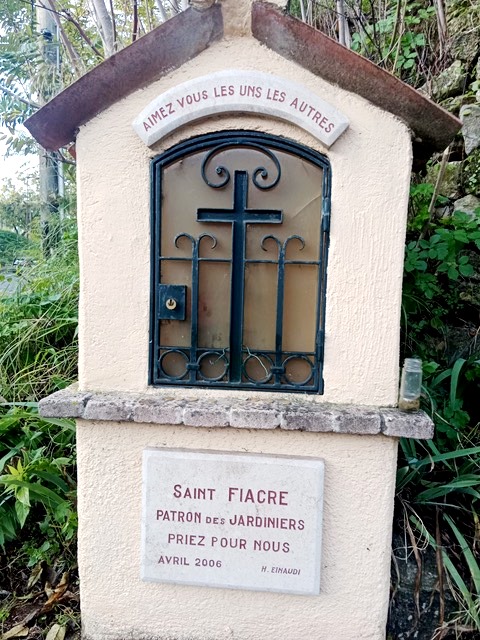 AIMEZ VOUS LES UNS LES AUTRES
SAINT FIACRE
PATRON DES JARDINIERS
PRIEZ POUR NOUS
AVRIL 2006
H. EINAUDI